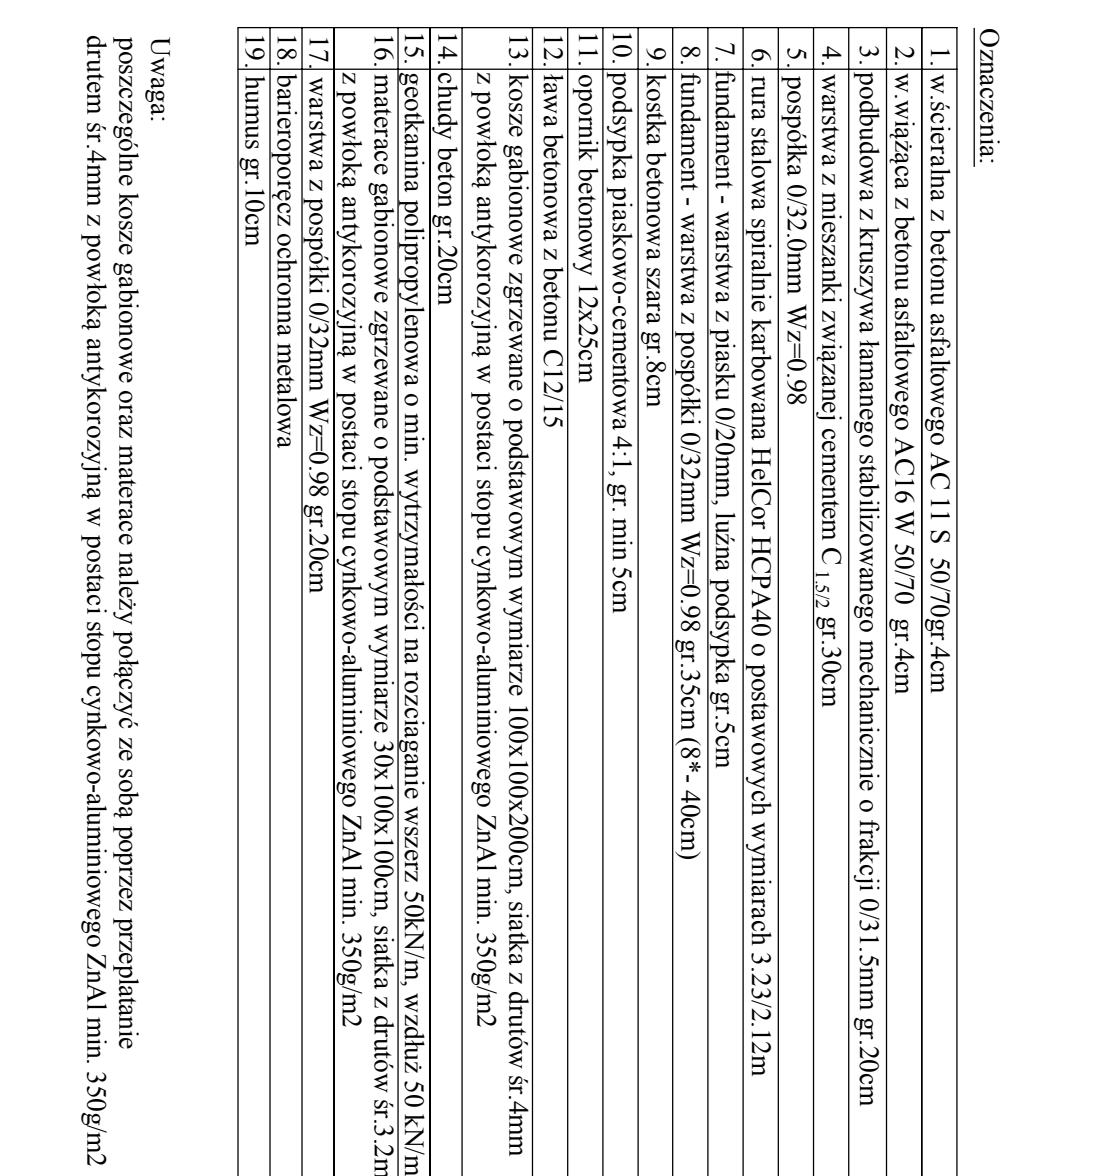 Oznaczenia:
1. w.ścieralna z betonu asfaltowego AC 11 S 50/70gr.4cm
2. w.wiążąca z betonu asfaltowego AC16 W 50/70 gr.4cm
3. podbudowa z kruszywa łamanego stabilizowanego mechanicznie o frakcji 0/31.5mm gr.20cm
4. warstwa z mieszanki związanej cementem C 1.5/2 gr.30cm
5. pospółka 0/32.0mm Wz=0.98
6. rura stalowa spiralnie karbowana HelCor HCPA40 o postawowych wymiarach 3.23/2.12m
7. fundament - warstwa z piasku 0/20mm, luźna podsypka gr.5cm
8. fundament - warstwa z pospółki 0/32mm Wz=0.98 gr.35cm (8*- 40cm)
9. kostka betonowa szara gr.8cm
10. podsypka piaskowo-cementowa 4:1, gr. min 5cm
11. opornik betonowy 12x25cm
12. ława betonowa z betonu C12/15
13. kosze gabionowe zgrzewane o podstawowym wymiarze 100x100x200cm, siatka z drutów śr.4mm
z powłoką antykorozyjną w postaci stopu cynkowo-aluminiowego ZnAl min. 350g/m2
14. chudy beton gr.20cm
15. geotkanina polipropylenowa o min. wytrzymałości na rozciaganie wszerz 50kN/m, wzdłuż 50 kN/m
16. materace gabionowe zgrzewane o podstawowym wymiarze 30x100x100cm, siatka z drutów śr.3.2m
z powłoką antykorozyjną w postaci stopu cynkowo-aluminiowego ZnAl min. 350g/m2
17. warstwa z pospółki 0/32mm Wz=0.98 gr.20cm
18. barieroporęcz ochronna metalowa
19. humus gr.10cm
Uwaga:
poszczególne kosze gabionowe oraz materace należy połączyć ze sobą poprzez przeplatanie
drutem śr.4mm z powłoką antykorozyjną w postaci stopu cynkowo-aluminiowego ZnAl min. 350g/m2